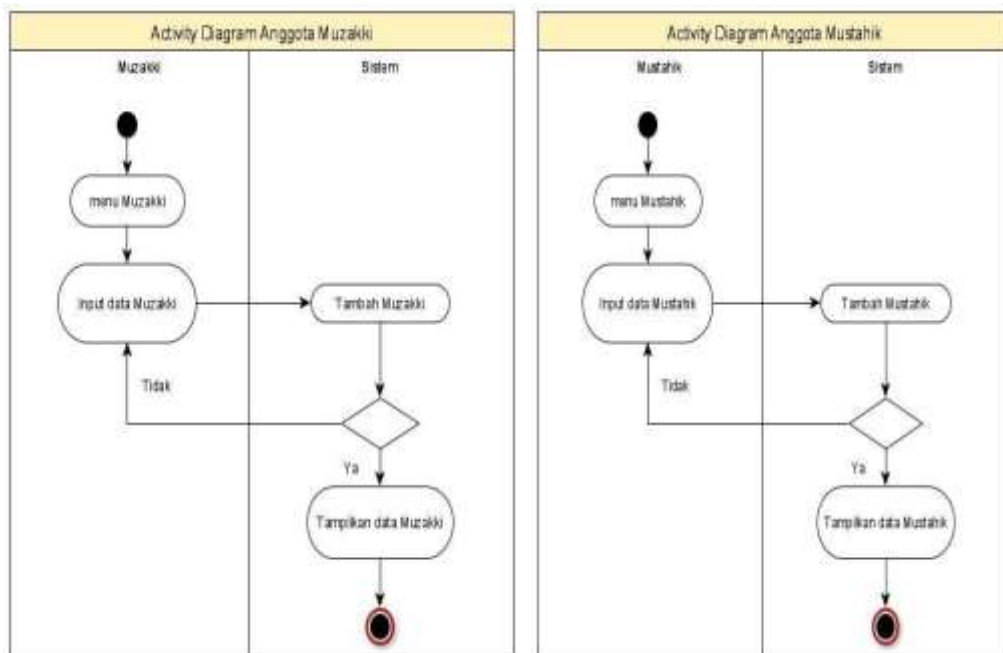 Activity Diagram Anggota Muzakki
Muzakki
Sistem
menu Muzakki
Input data Muzakki
Tambah Muzakki
Tidak
Ya
Tampilkan data Muzakki
Activity Diagram Anggota Mustahik
Mustahik
Sistem
menu Mustahik
Input data Mustahik
Tambah Mustahik
Tidak
Ya
Tampilkan data Mustahik